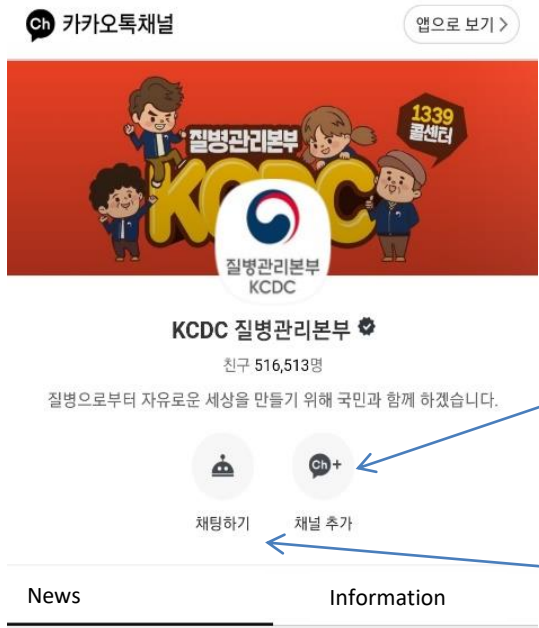 Ch 카카오톡채널
앱으로 보기 >
1339
콜센터
질병관리본부
KCDC
질병관리본부
KCDC
KCDC 질병관리본부
친구 516,513명
질병으로부터 자유로운 세상을 만들기 위해 국민과 함께 하겠습니다.
Ch+
채팅하기
채널 추가
News
Information